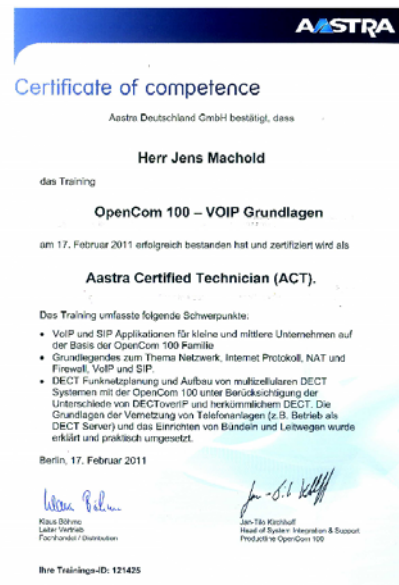 AASTRA
Certificate of competence
Aastra Deutschland GmbH bestätigt, dass
Herr Jens Machold
das Training
OpenCom 100 – VOIP Grundlagen
am 17. Februar 2011 erfolgreich bestanden hat und zertifiziert wird als
Aastra Certified Technician (ACT).
Das Training umfasste folgende Schwerpunkte:
• VoIP und SIP Applikationen für kleine und mittlere Unternehmen auf
der Basis der OpenCom 100 Familie
• Grundlegendes zum Thema Netzwerk, Internet Protokoll, NAT und
Firewall, VoIP und SIP.
• DECT Funknetzplanung und Aufbau von multizellularen DECT
Systemen mit der OpenCom 100 unter Berücksichtigung der
Unterschiede von DECToverIP und herkömmlichem DECT. Die
Grundlagen der Vernetzung von Telefonanlagen (z.B. Betrieb als
DECT Server) und das Einrichten von Bündeln und Leitwegen wurde
erklärt und praktisch umgesetzt.
Berlin, 17. Februar 2011
Klaus Böhme
Jan-Tilo Kirchhoff
Leiter Vertrieb
Head of System Integration & Support
Fachhandel / Distribution
Productline OpenCom 100
Ihre Trainings-ID: 121425